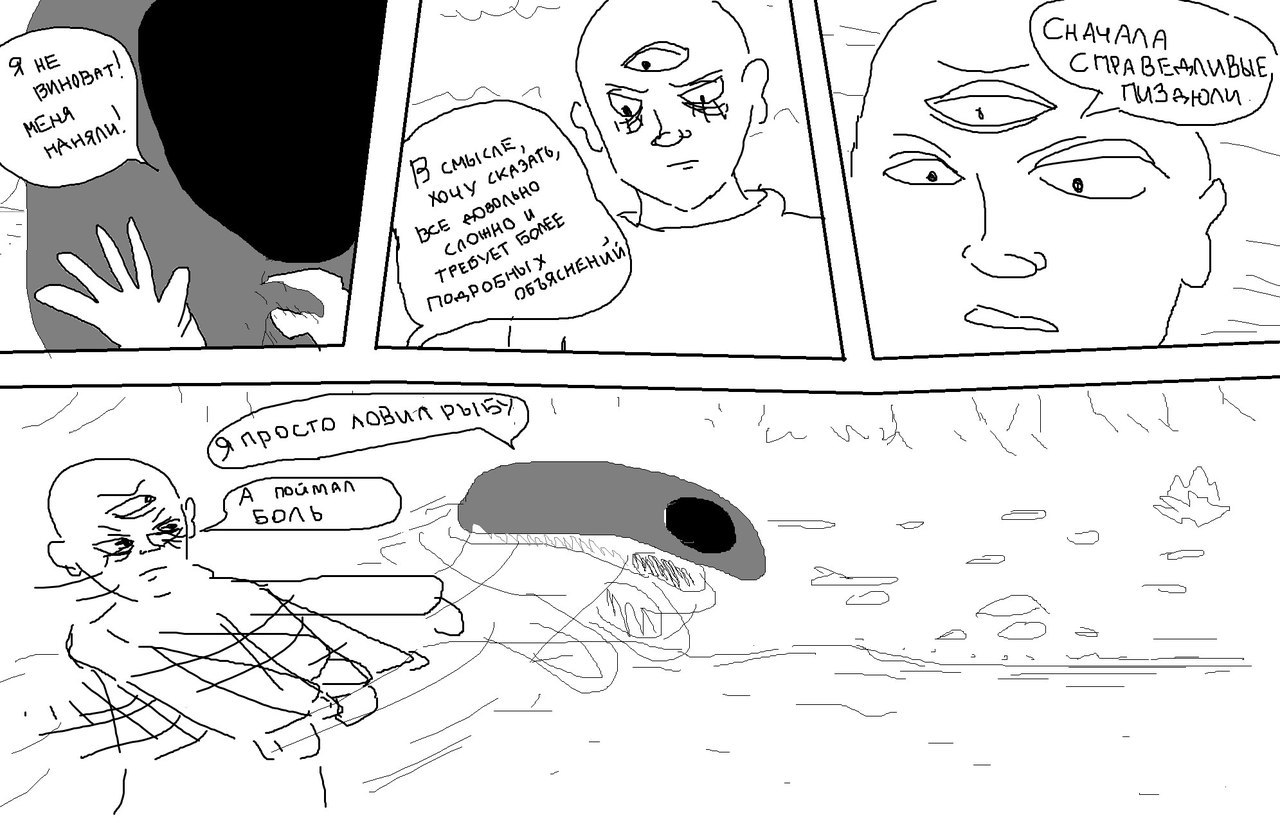 Я НЕ
ВИНОВАТ!
МЕНЯ
НАНЯЛИ!
В СМЫСЛЕ,
ХОЧУ СКАЗАТЬ,
ВСЕ ДОВОЛЬНО
СЛОЖНО И
ТРЕБУЕТ БОЛЕЕ
ПОДРОБНЫХ
ОБЪЯСНЕНИЙ
СНАЧАЛА
СПРАВЕДЛИВЫЕ
ПИЗДЮЛИ
Я ПРОСТО ЛОВИЛ РЫБУ
А ПОЙМАЛ
БОЛЬ